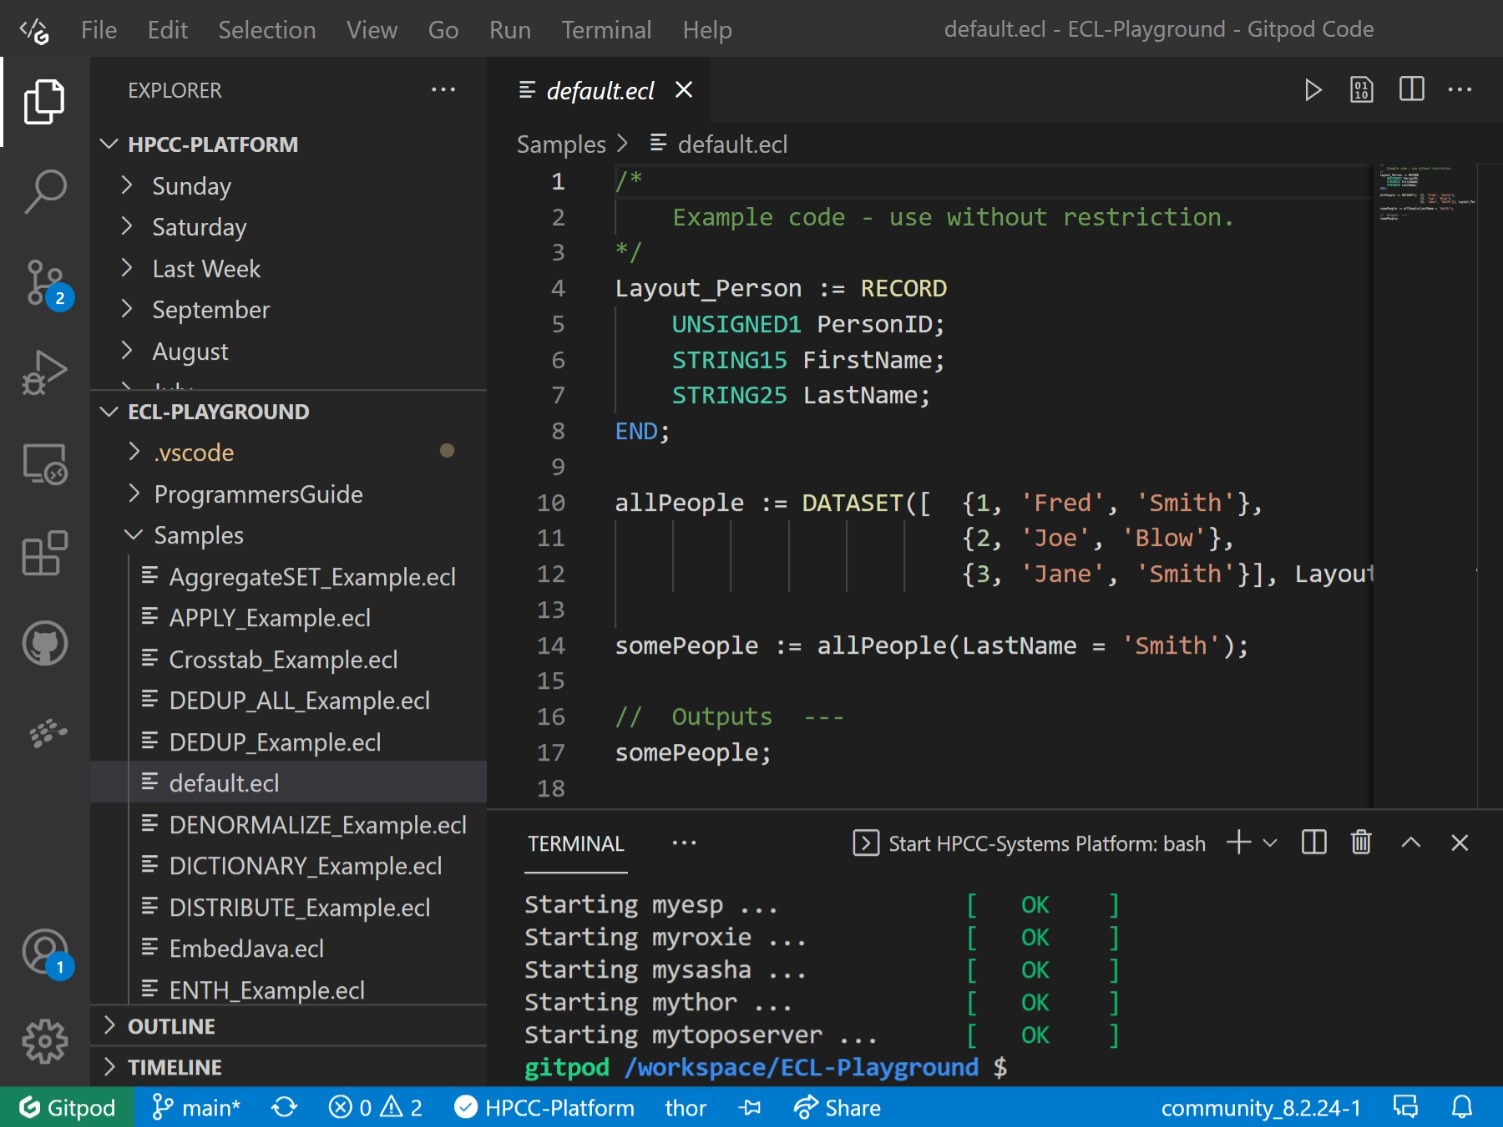 File Edit Selection View Go Run Terminal Help default.ecl - ECL-Playground - Gitpod Code
EXPLORER ···
HPCC-PLATFORM
Sunday
Saturday
Last Week
September
August
July
ECL-PLAYGROUND
.vscode
ProgrammersGuide
Samples
AggregateSET_Example.ecl
APPLY_Example.ecl
Crosstab_Example.ecl
DEDUP_ALL_Example.ecl
DEDUP_Example.ecl
default.ecl
DENORMALIZE_Example.ecl
DICTIONARY_Example.ecl
DISTRIBUTE_Example.ecl
EmbedJava.ecl
ENTH_Example.ecl
OUTLINE
TIMELINE
2
1
default.ecl
Samples > default.ecl
1 /*
2 Example code - use without restriction.
3 */
4 Layout_Person := RECORD
5 UNSIGNED1 PersonID;
6 STRING15 FirstName;
7 STRING25 LastName;
8 END;
9
10 allPeople := DATASET([ {1, 'Fred', 'Smith'},
11 {2, 'Joe', 'Blow'},
12 {3, 'Jane', 'Smith'}], Layout
13
14 somePeople := allPeople(LastName = 'Smith');
15
16 // Outputs ---
17 somePeople;
18
TERMINAL ··· Start HPCC-Systems Platform: bash
Starting myesp ... [ OK ]
Starting myroxie ... [ OK ]
Starting mysasha ... [ OK ]
Starting mythor ... [ OK ]
Starting mytoposerver ... [ OK ]
gitpod /workspace/ECL-Playground $
Gitpod main* 0 2 HPCC-Platform thor Share community_8.2.24-1